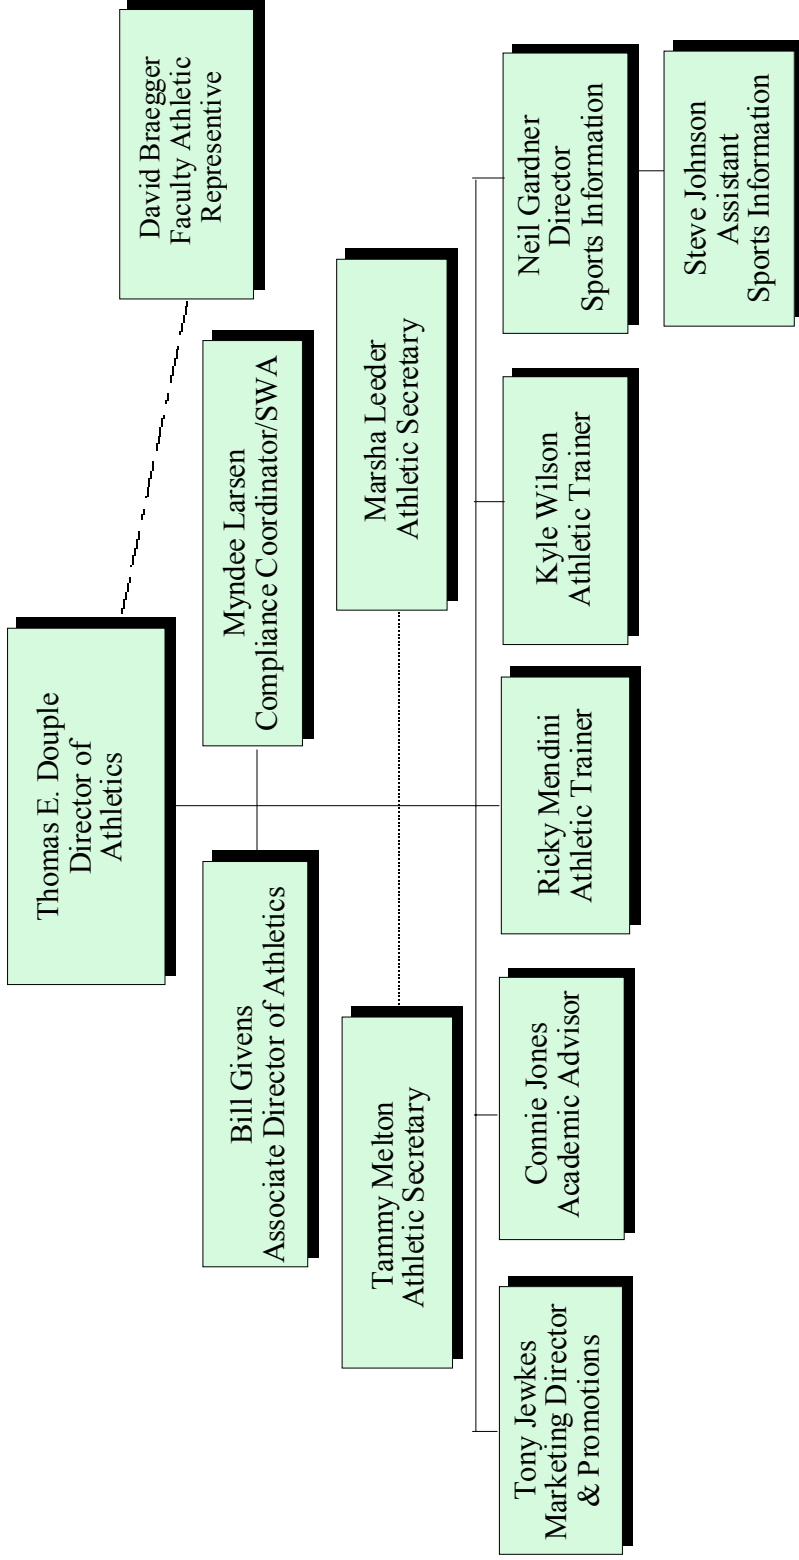 Thomas E. Douple
Director of
Athletics
David Braegger
Faculty Athletic
Representive
Bill Givens
Associate Director of Athletics
Myndee Larsen
Compliance Coordinator/SWA
Tammy Melton
Athletic Secretary
Marsha Leeder
Athletic Secretary
Tony Jewkes
Marketing Director
& Promotions
Connie Jones
Academic Advisor
Ricky Mendini
Athletic Trainer
Kyle Wilson
Athletic Trainer
Neil Gardner
Director
Sports Information
Steve Johnson
Assistant
Sports Information